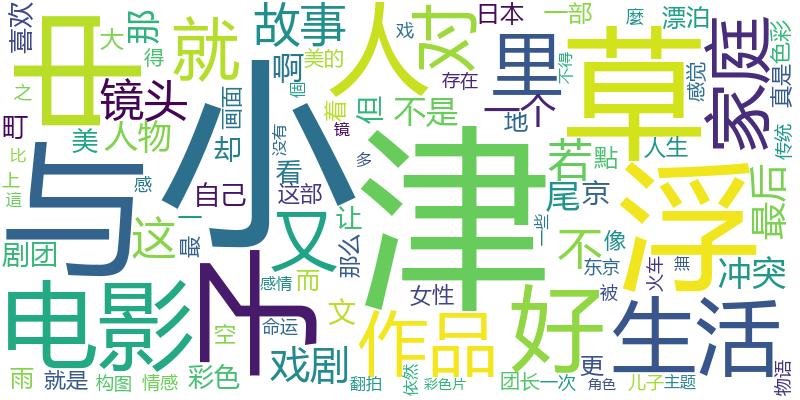 喜欢
中
大
那
得
之
就
故事
人
戏
对
日本
里
一部
麼
漂泊
草
家庭
色彩
真是
感觉
不得
传统
镜头
美的
啊
個
画面
存在
一个
地
町
美
人物
却
没有
着
但
不是
若
點
人生
比
上
這
与
感
小
自己
看
这部
镜
多
津
尾
京
浮
最后
这
一
最
又
让
那么
一些
不
像
东京
火车
無
冲突
剧团
子
感情
而
女性
被
电影
空
命运
文
作品
好
生活
雨
就是
构图
情感
彩色
戏剧
翻拍
依然
彩色片
团长
一次
更
角色
儿子
主题
物语